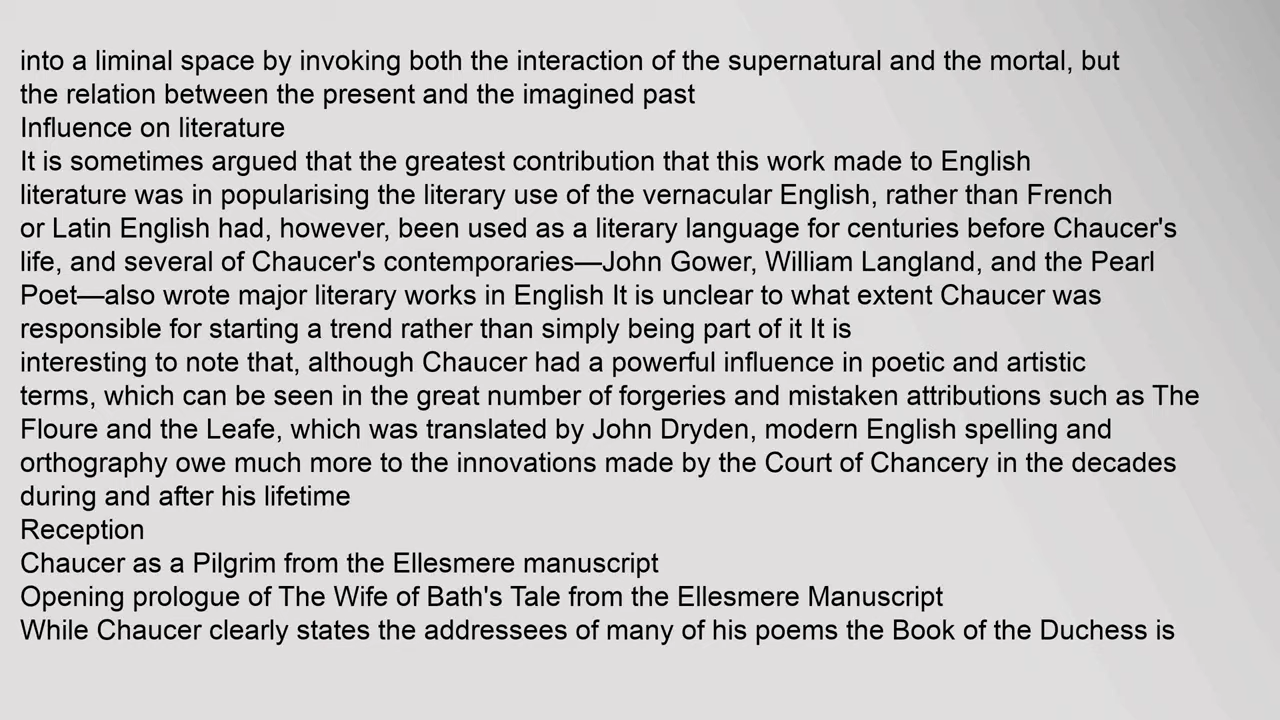 into a liminal space by invoking both the interaction of the supernatural and the mortal, but
the relation between the present and the imagined past
Influence on literature
It is sometimes argued that the greatest contribution that this work made to English
literature was in popularising the literary use of the vernacular English, rather than French
or Latin English had, however, been used as a literary language for centuries before Chaucer's
life, and several of Chaucer's contemporaries—John Gower, William Langland, and the Pearl
Poet—also wrote major literary works in English It is unclear to what extent Chaucer was
responsible for starting a trend rather than simply being part of it It is
interesting to note that, although Chaucer had a powerful influence in poetic and artistic
terms, which can be seen in the great number of forgeries and mistaken attributions such as The
Floure and the Leafe, which was translated by John Dryden, modern English spelling and
orthography owe much more to the innovations made by the Court of Chancery in the decades
during and after his lifetime
Reception
Chaucer as a Pilgrim from the Ellesmere manuscript
Opening prologue of The Wife of Bath's Tale from the Ellesmere Manuscript
While Chaucer clearly states the addressees of many of his poems the Book of the Duchess is